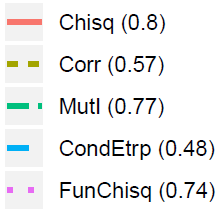 Chisq (0.8)
Corr (0.57)
MutI (0.77)
CondEtrp (0.48)
FunChisq (0.74)